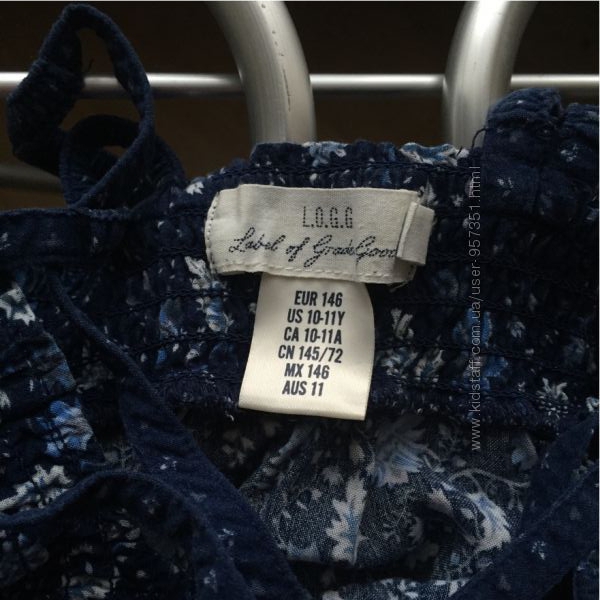 L.O.G.G
Label of Graded Good
EUR 146
US 10-11Y
CA 10-11A
CN 145/72
MX 146
AUS 11
www.kidstaff.com.ua/user-957351.html